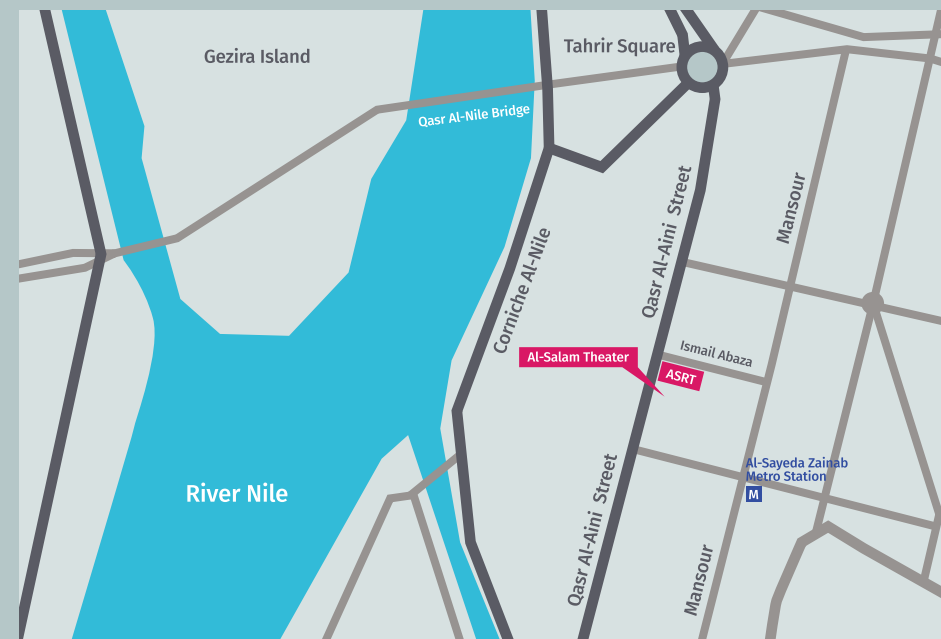 Gezira Island
Tahrir Square
Qasr Al-Nile Bridge
Mansour
Qasr Al-Aini Street
Corniche Al-Nile
Ismail Abaza
Al-Salam Theater
ASRT
Al-Sayeda Zainab
Metro Station
M
River Nile
Qasr Al-Aini Street
Mansour